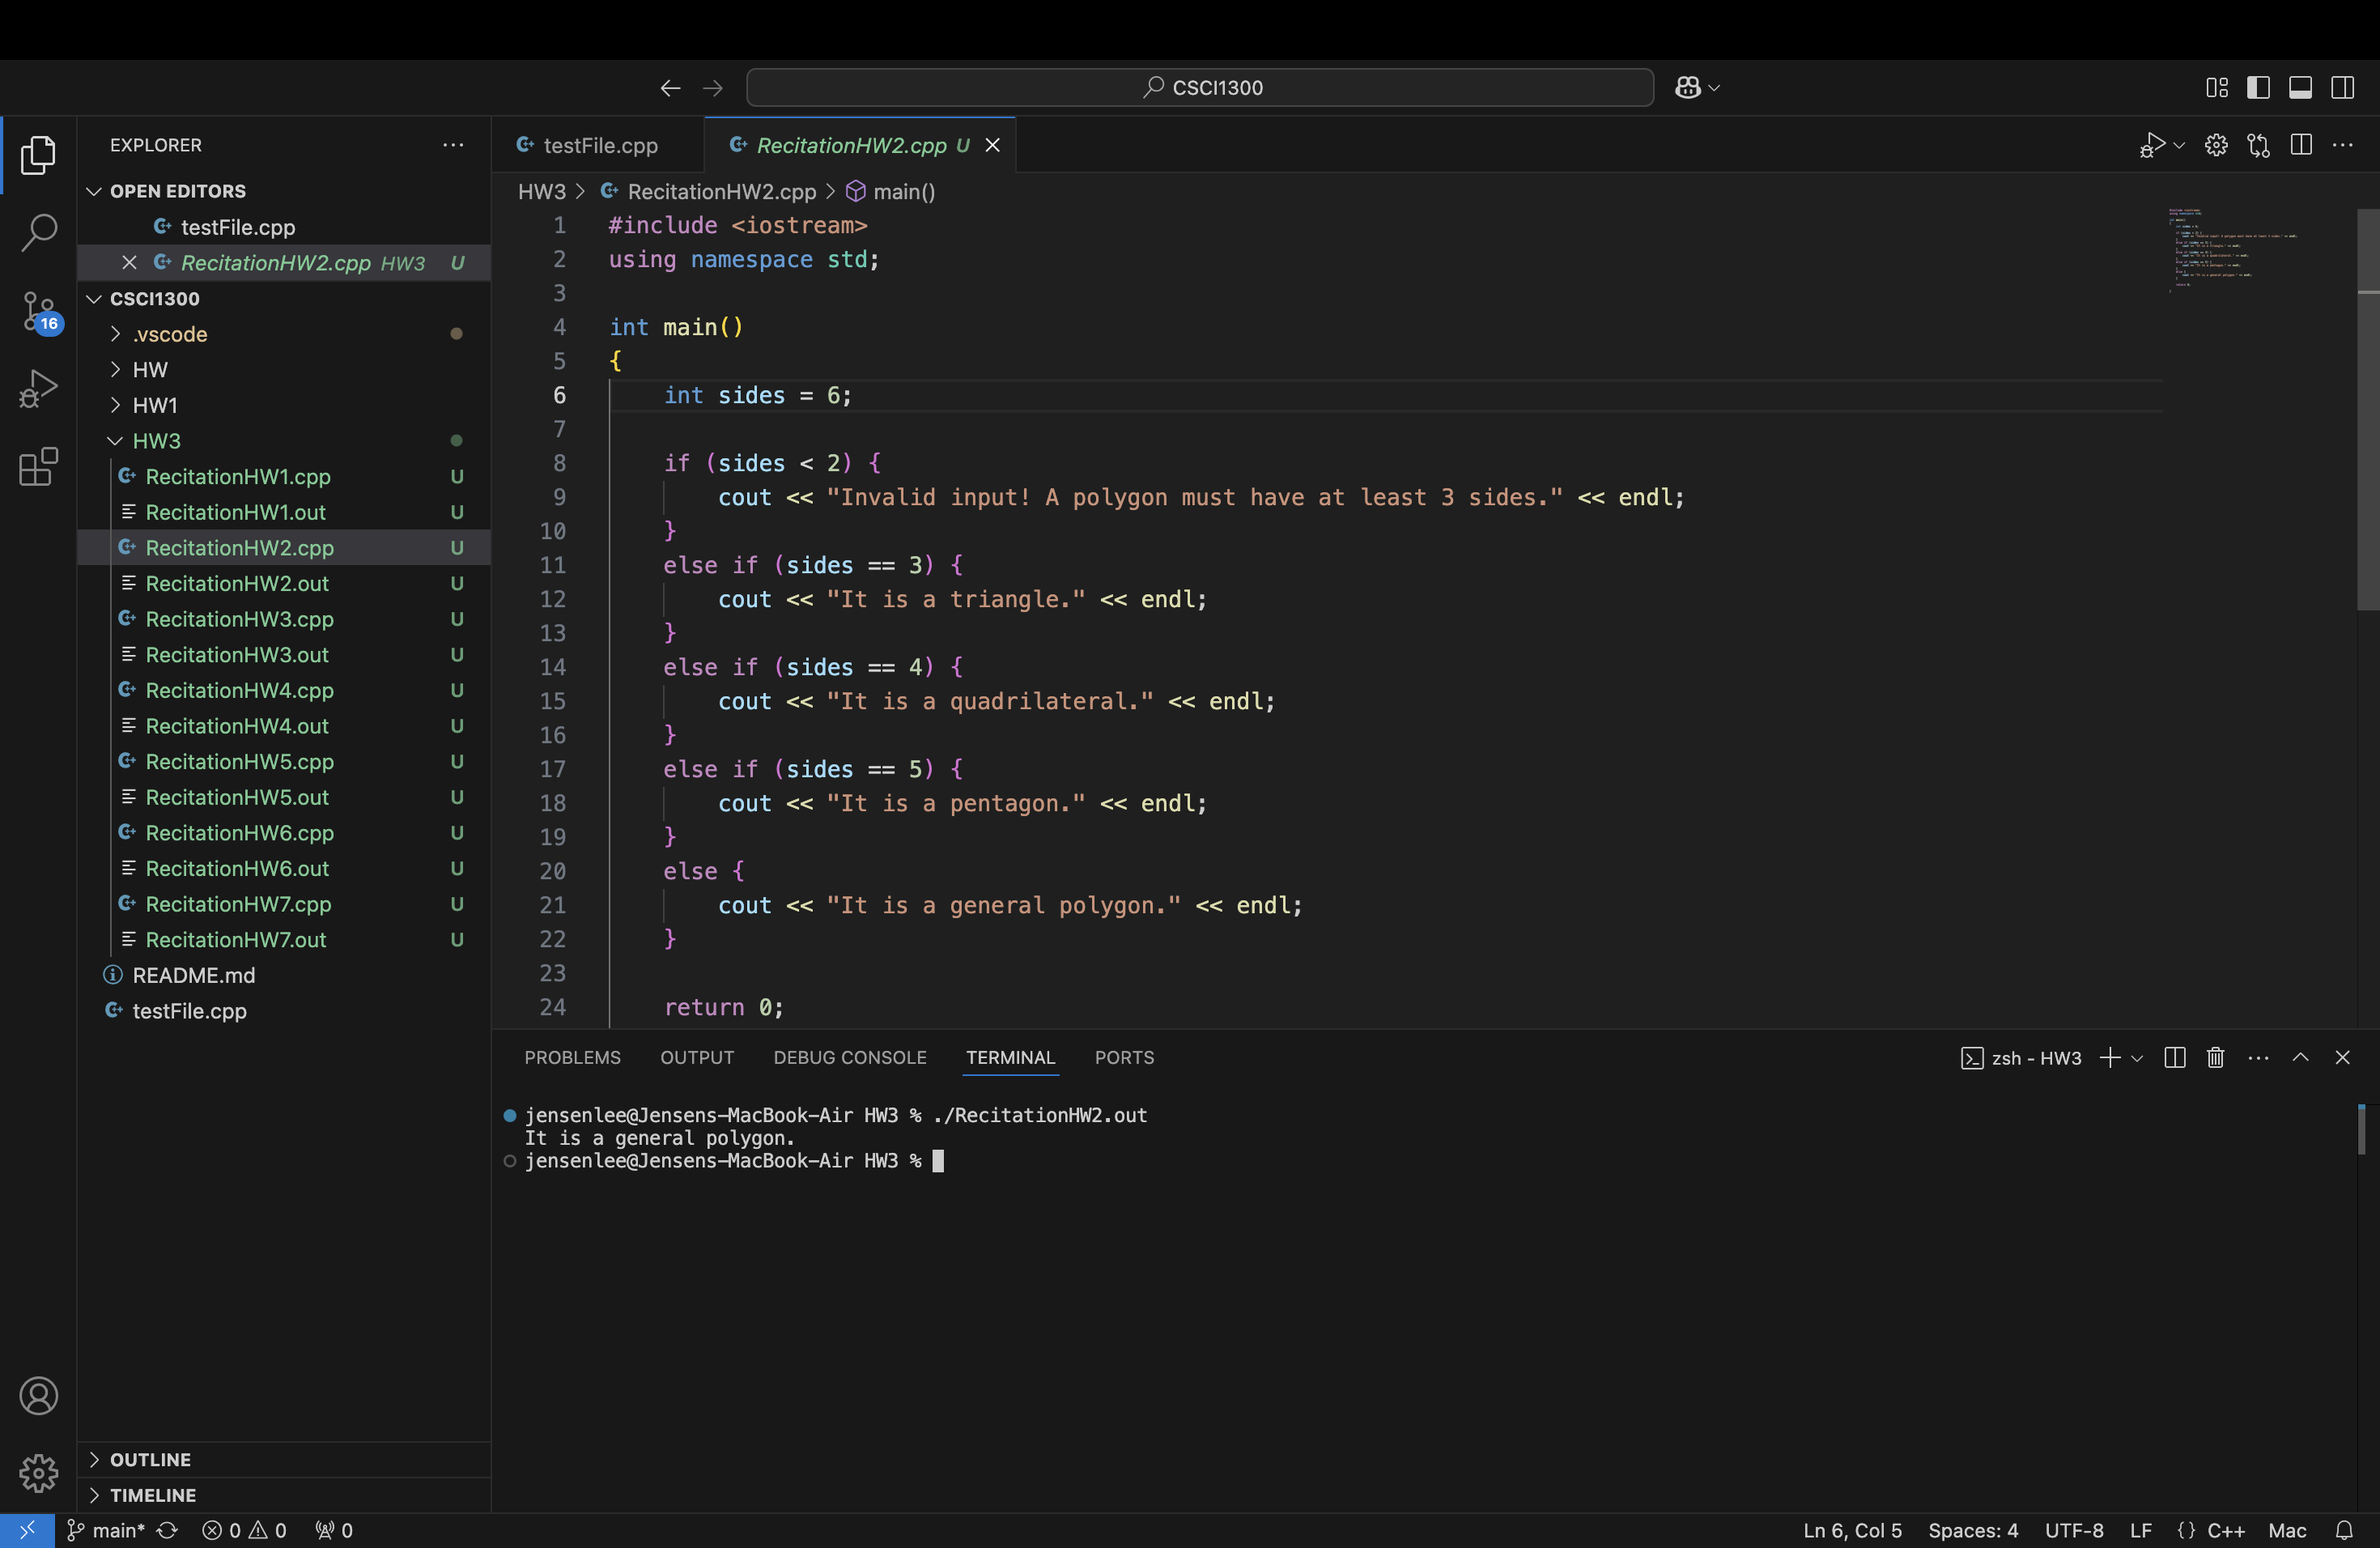 CSCI1300
EXPLORER
OPEN EDITORS
testFile.cpp
RecitationHW2.cpp HW3 U
CSCI1300
.vscode
HW
HW1
HW3
RecitationHW1.cpp U
RecitationHW1.out U
RecitationHW2.cpp U
RecitationHW2.out U
RecitationHW3.cpp U
RecitationHW3.out U
RecitationHW4.cpp U
RecitationHW4.out U
RecitationHW5.cpp U
RecitationHW5.out U
RecitationHW6.cpp U
RecitationHW6.out U
RecitationHW7.cpp U
RecitationHW7.out U
README.md
testFile.cpp
OUTLINE
TIMELINE
16
testFile.cpp
RecitationHW2.cpp U
HW3 > RecitationHW2.cpp > main()
1 #include <iostream>
2 using namespace std;
3
4 int main()
5 {
6 int sides = 6;
7
8 if (sides < 2) {
9 cout << "Invalid input! A polygon must have at least 3 sides." << endl;
10 }
11 else if (sides == 3) {
12 cout << "It is a triangle." << endl;
13 }
14 else if (sides == 4) {
15 cout << "It is a quadrilateral." << endl;
16 }
17 else if (sides == 5) {
18 cout << "It is a pentagon." << endl;
19 }
20 else {
21 cout << "It is a general polygon." << endl;
22 }
23
24 return 0;
PROBLEMS OUTPUT DEBUG CONSOLE TERMINAL PORTS
zsh - HW3
jensenlee@Jensens-MacBook-Air HW3 % ./RecitationHW2.out
It is a general polygon.
jensenlee@Jensens-MacBook-Air HW3 %
main* 0 0 0
Ln 6, Col 5 Spaces: 4 UTF-8 LF {} C++ Mac